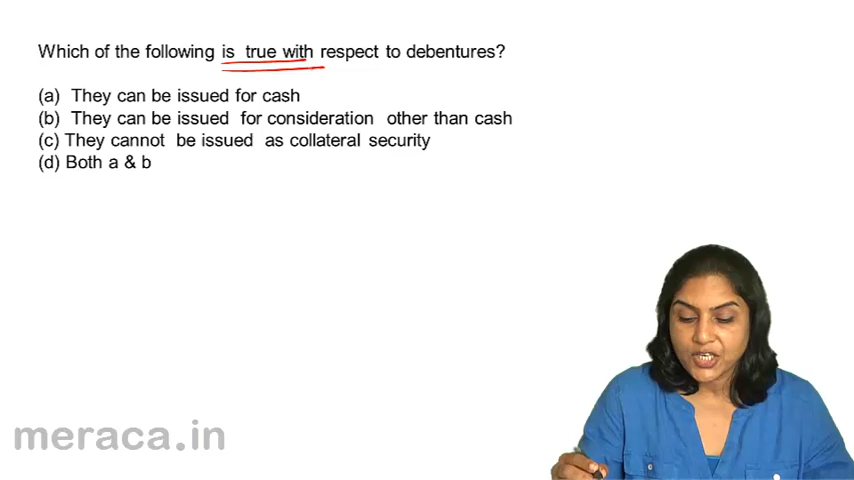 Which of the following is true with respect to debentures?
(a) They can be issued for cash
(b) They can be issued for consideration other than cash
(c) They cannot be issued as collateral security
(d) Both a & b
meraca.in